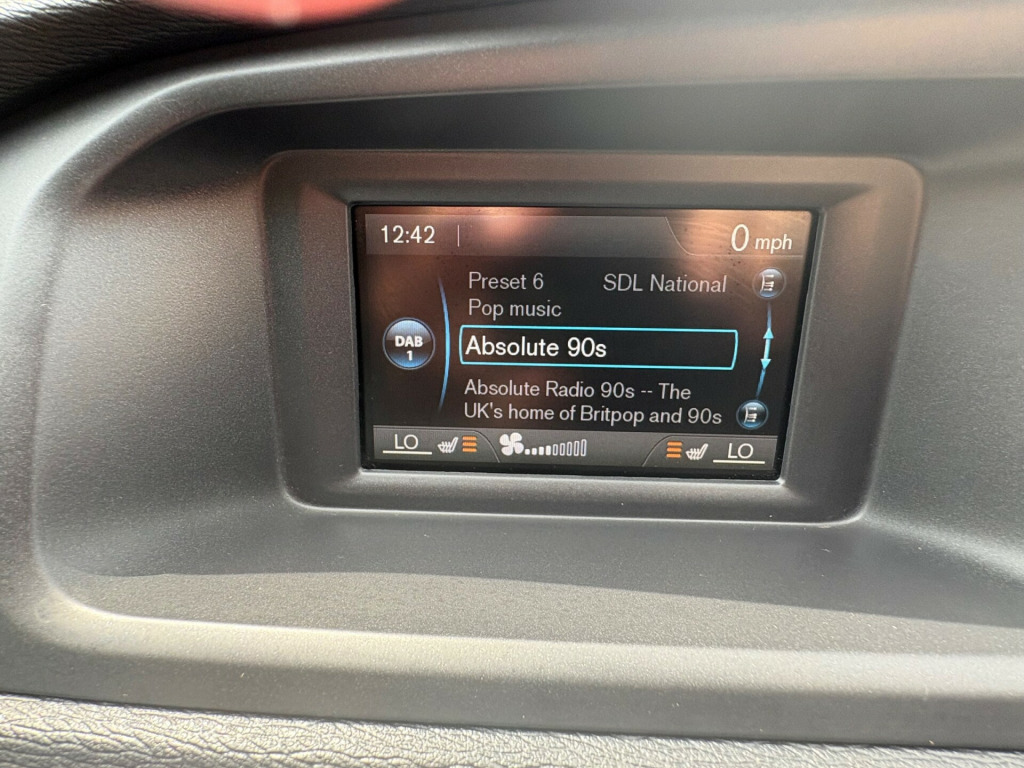 12:42
0 mph
Preset 6 SDL National
Pop music
DAB
1
Absolute 90s
Absolute Radio 90s -- The
UK's home of Britpop and 90s
LO LO